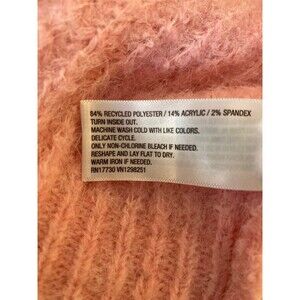 84% RECYCLED POLYESTER / 14% ACRYLIC / 2% SPANDEX
TURN INSIDE OUT.
MACHINE WASH COLD WITH LIKE COLORS.
DELICATE CYCLE.
ONLY NON-CHLORINE BLEACH IF NEEDED.
RESHAPE AND LAY FLAT TO DRY.
WARM IRON IF NEEDED.
RN17730 VN1298251